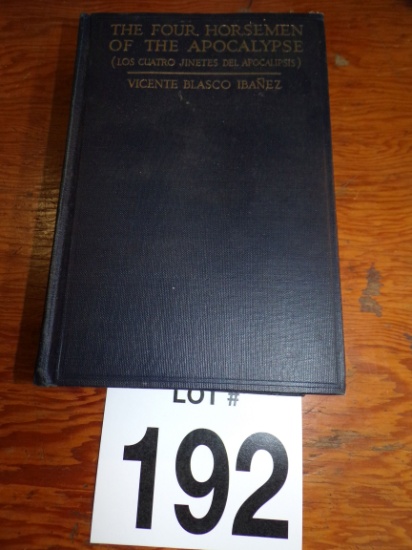 THE FOUR HORSEMEN
OF THE APOCALYPSE
(LOS CUATRO JINETES DEL APOCALIPSIS)
VICENTE BLASCO IBAÑEZ
LOT #
192